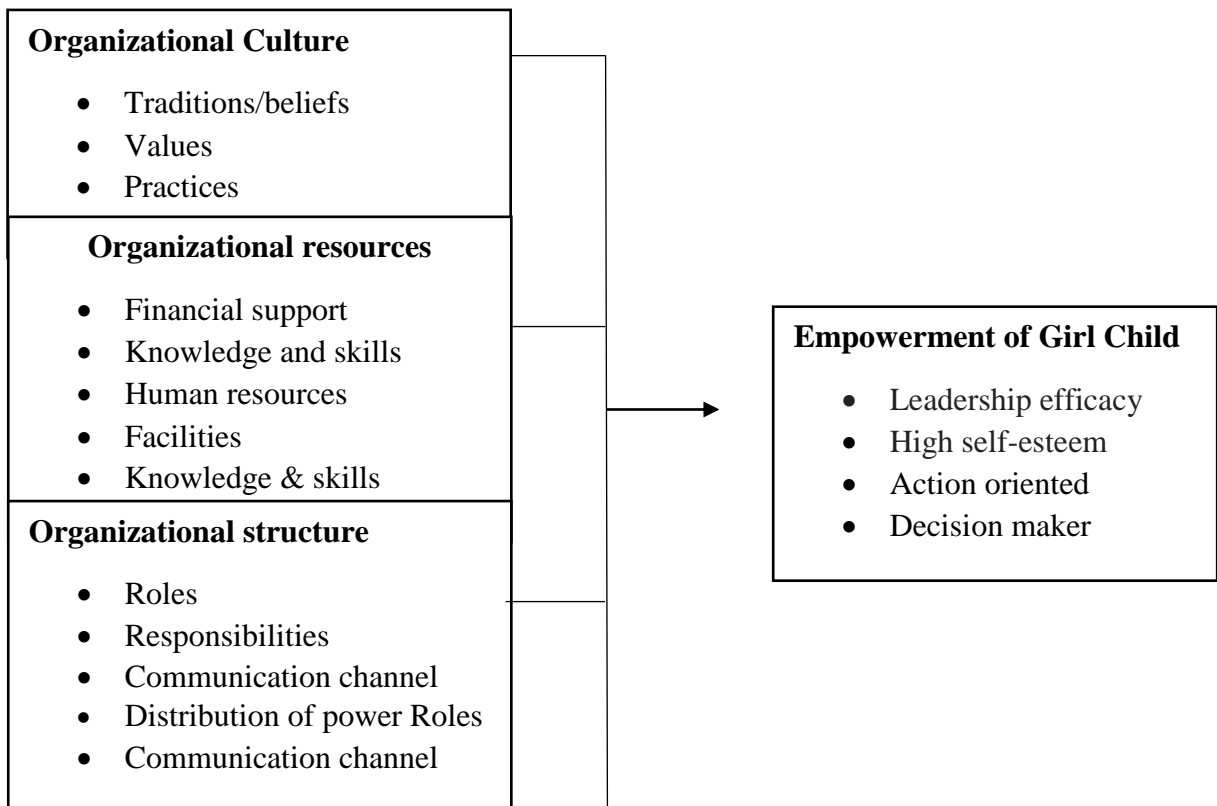 Organizational Culture
• Traditions/beliefs
• Values
• Practices
Organizational resources
• Financial support
• Knowledge and skills
• Human resources
• Facilities
• Knowledge & skills
Organizational structure
• Roles
• Responsibilities
• Communication channel
• Distribution of power Roles
• Communication channel
Empowerment of Girl Child
• Leadership efficacy
• High self-esteem
• Action oriented
• Decision maker